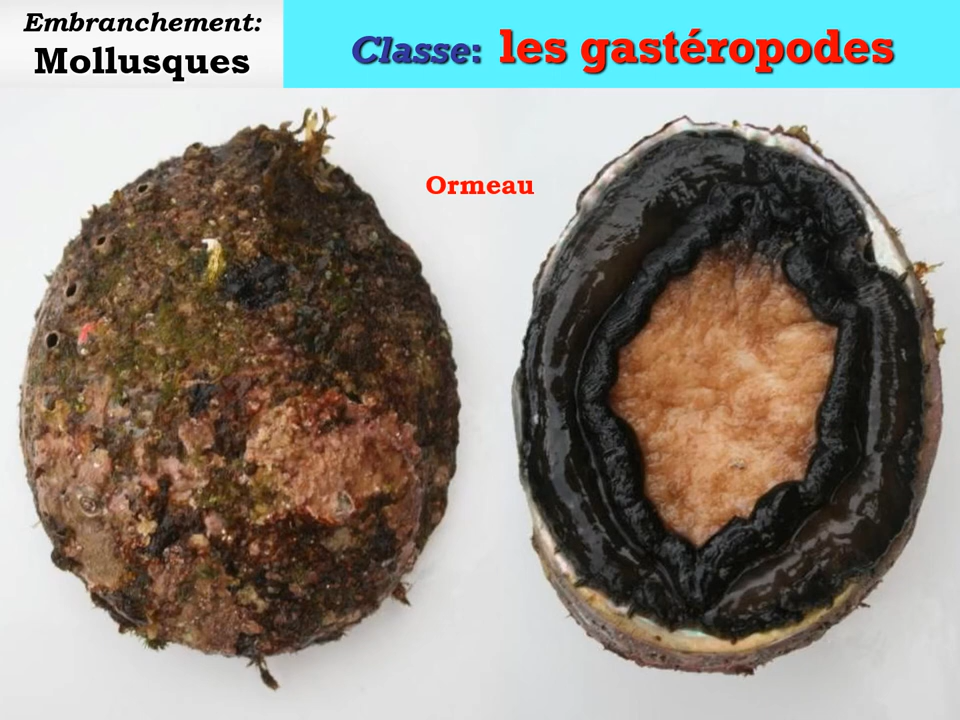 Embranchement:
Mollusques
Classe: les gastéropodes
Ormeau